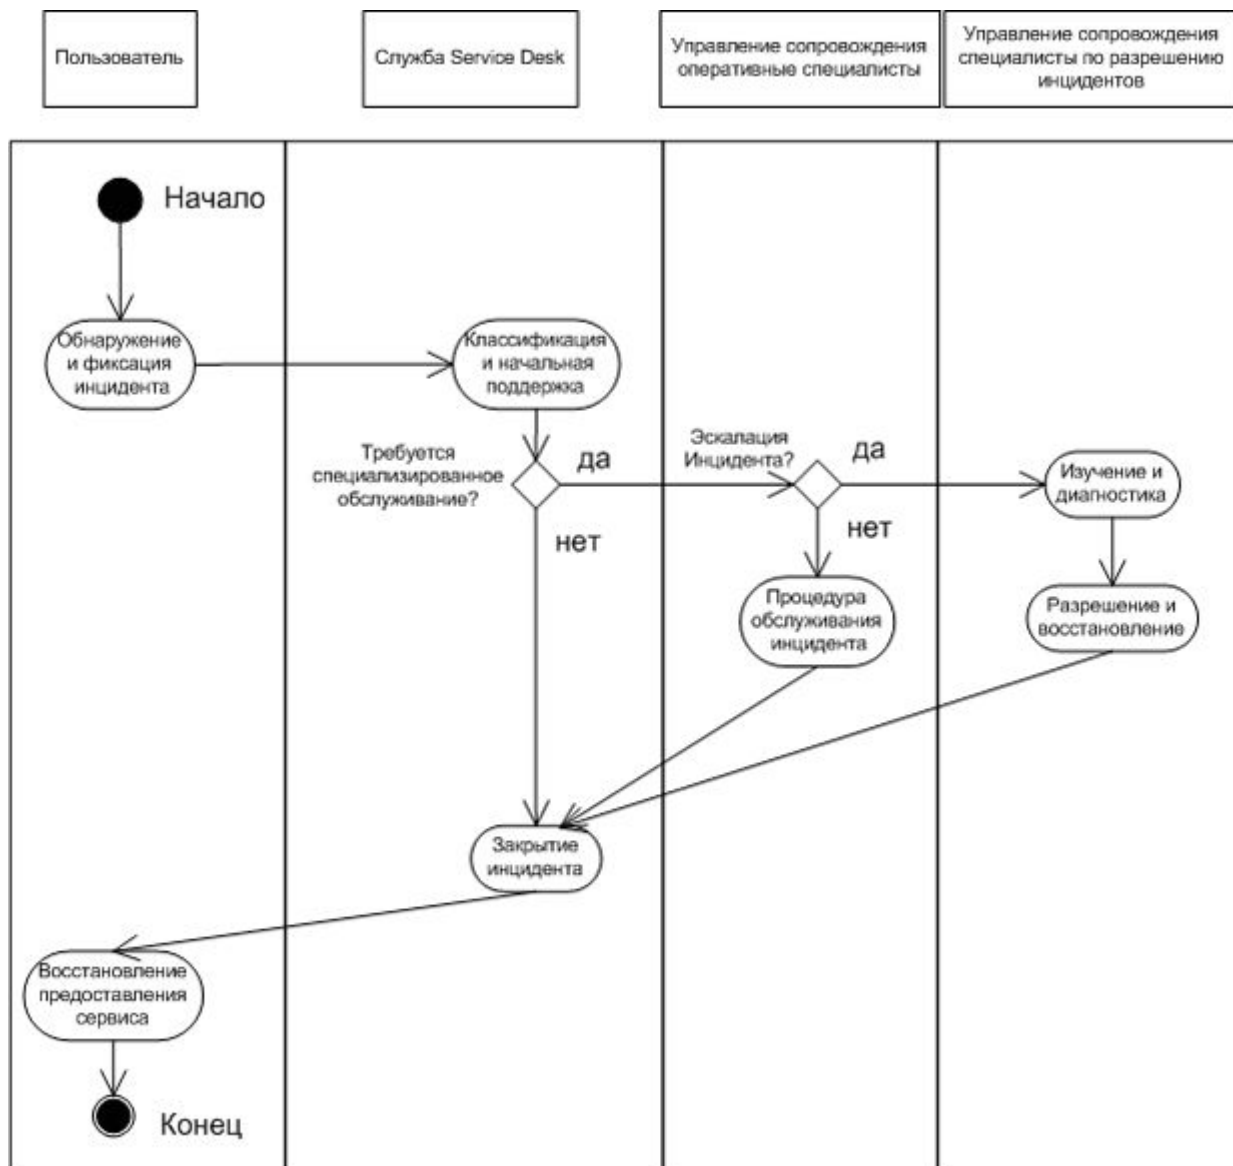 Пользователь
Служба Service Desk
Управление сопровождения
оперативные специалисты
Управление сопровождения
специалисты по разрешению
инцидентов
Начало
Обнаружение
и фиксация
инцидента
Классификация
и начальная
поддержка
Требуется
специализированное
обслуживание?
да
нет
Эскалация
Инцидента?
да
нет
Изучение и
диагностика
Процедура
обслуживания
инцидента
Разрешение и
восстановление
Закрытие
инцидента
Восстановление
предоставления
сервиса
Конец